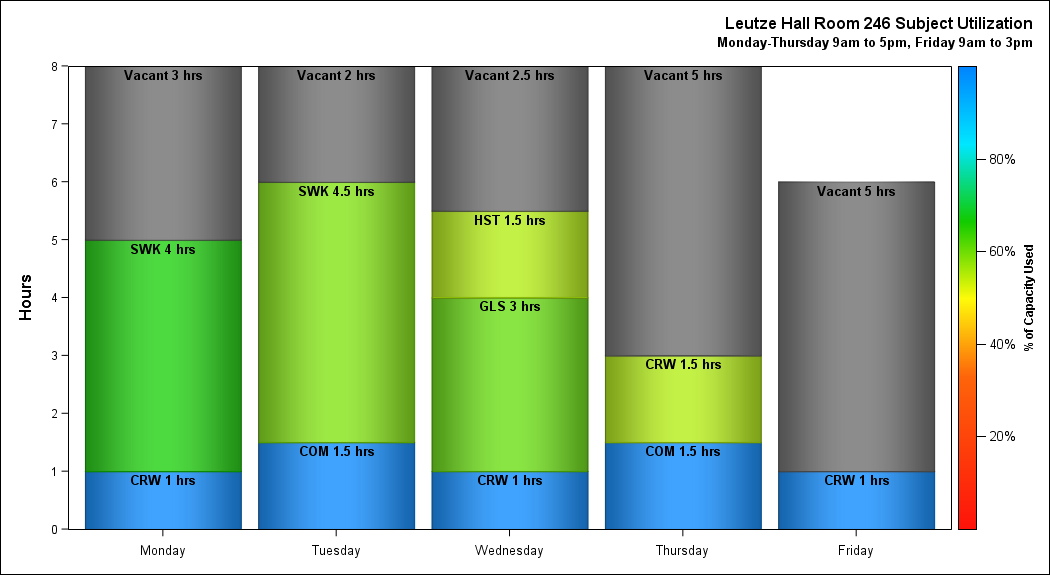 Leutze Hall Room 246 Subject Utilization
Monday-Thursday 9am to 5pm, Friday 9am to 3pm
Hours
8
7
6
5
4
3
2
1
0
Vacant 3 hrs
SWK 4 hrs
CRW 1 hrs
Vacant 2 hrs
SWK 4.5 hrs
COM 1.5 hrs
Vacant 2.5 hrs
HST 1.5 hrs
GLS 3 hrs
CRW 1 hrs
Vacant 5 hrs
CRW 1.5 hrs
COM 1.5 hrs
Vacant 5 hrs
CRW 1 hrs
Monday
Tuesday
Wednesday
Thursday
Friday
80%
60%
40%
20%
% of Capacity Used